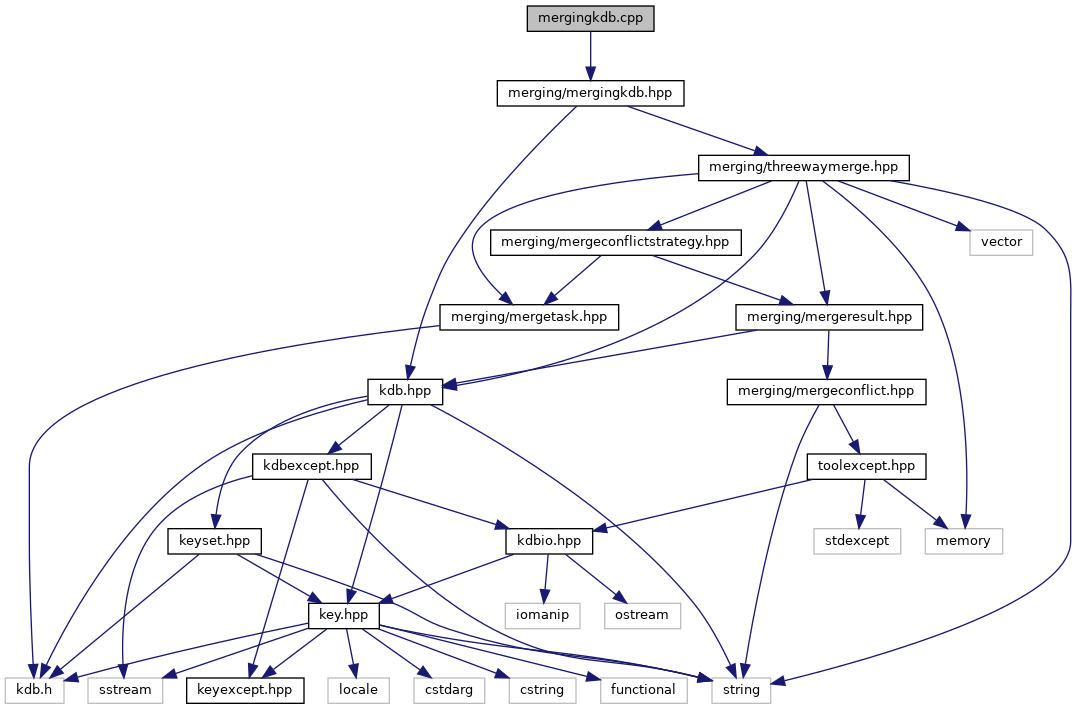 mergingkdb.cpp
merging/mergingkdb.hpp
merging/threewaymerge.hpp
merging/mergeconflictstrategy.hpp
vector
merging/mergetask.hpp
merging/mergeresult.hpp
kdb.hpp
merging/mergeconflict.hpp
kdbexcept.hpp
toolexcept.hpp
keyset.hpp
kdbio.hpp
stdexcept
memory
key.hpp
iomanip
ostream
kdb.h
sstream
keyexcept.hpp
locale
cstdarg
cstring
functional
string